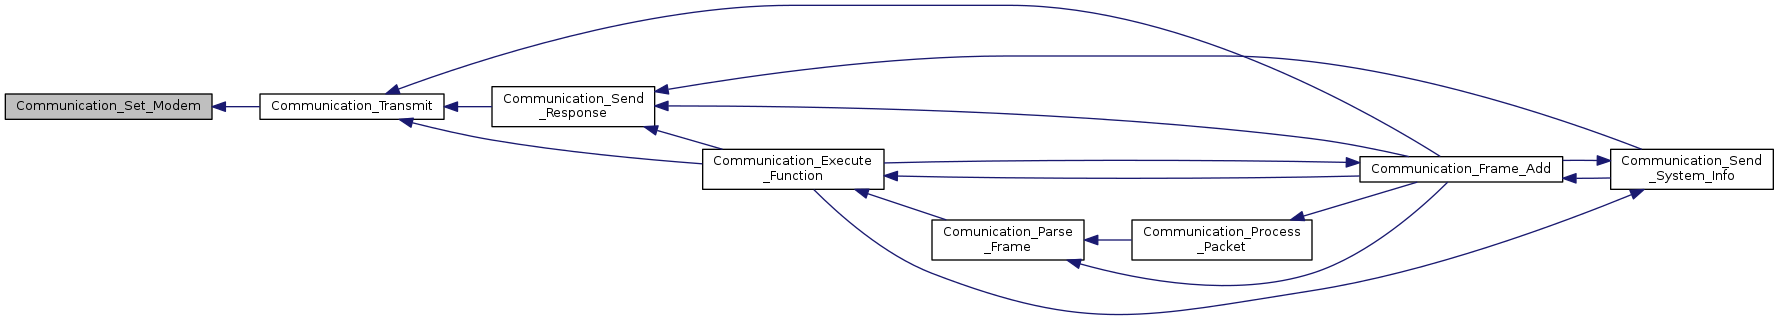 Communication_Set_Modem
Communication_Transmit
Communication_Send
_Response
Communication_Execute
_Function
Comunication_Parse
_Frame
Communication_Process
_Packet
Communication_Frame_Add
Communication_Send
_System_Info